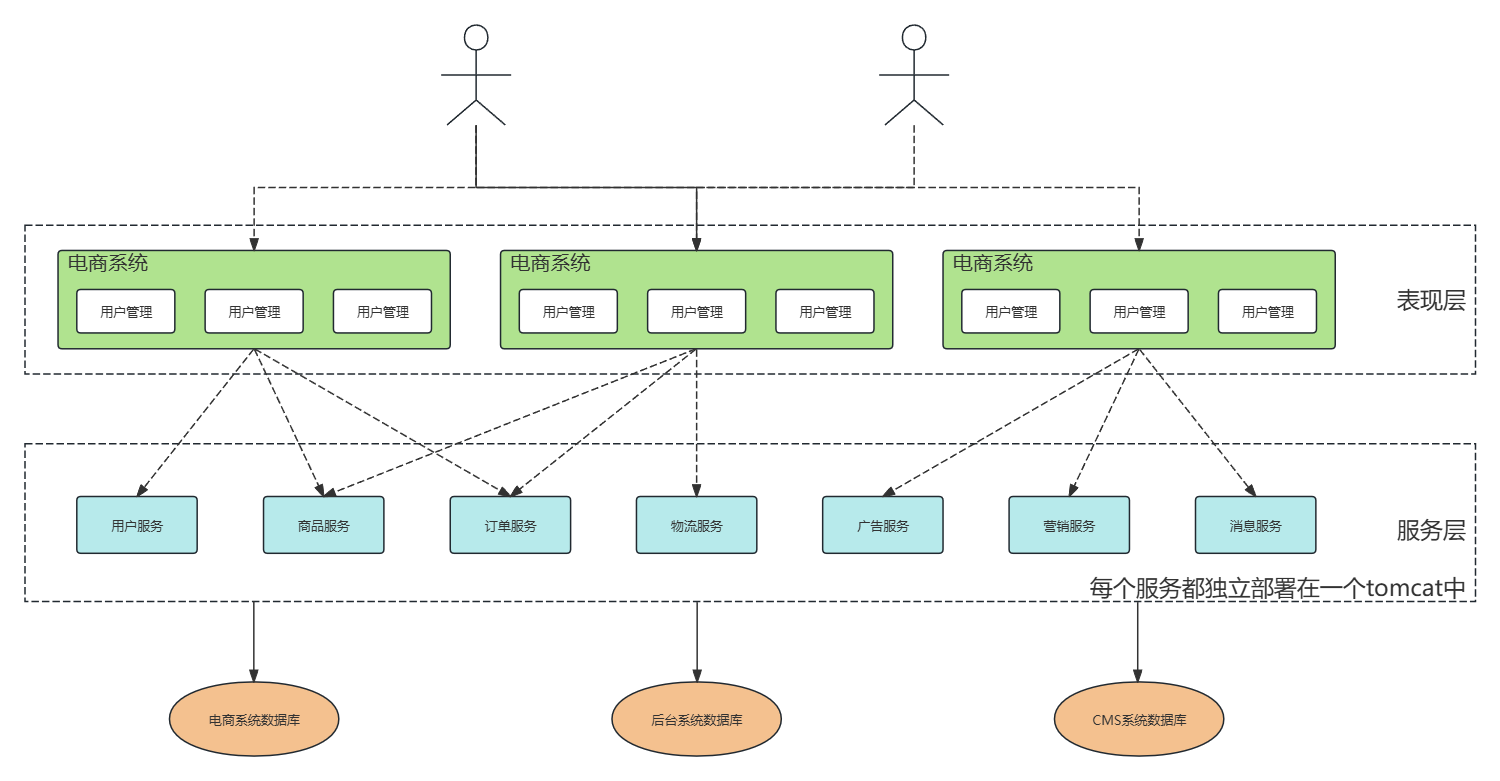 电商系统
电商系统
电商系统
用户管理
用户管理
用户管理
用户管理
用户管理
用户管理
用户管理
用户管理
用户管理
表现层
用户服务
商品服务
订单服务
物流服务
广告服务
营销服务
消息服务
服务层
每个服务都独立部署在一个tomcat中
电商系统数据库
后台系统数据库
CMS系统数据库